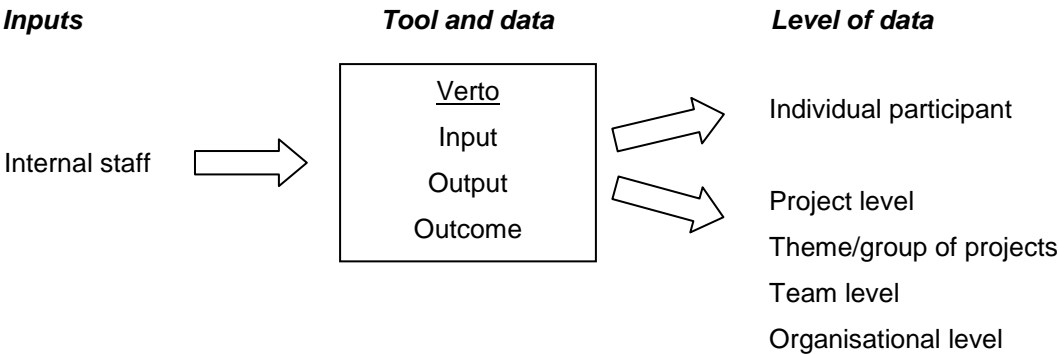 Inputs
Tool and data
Level of data
Internal staff
Verto
Input
Output
Outcome
Individual participant
Project level
Theme/group of projects
Team level
Organisational level